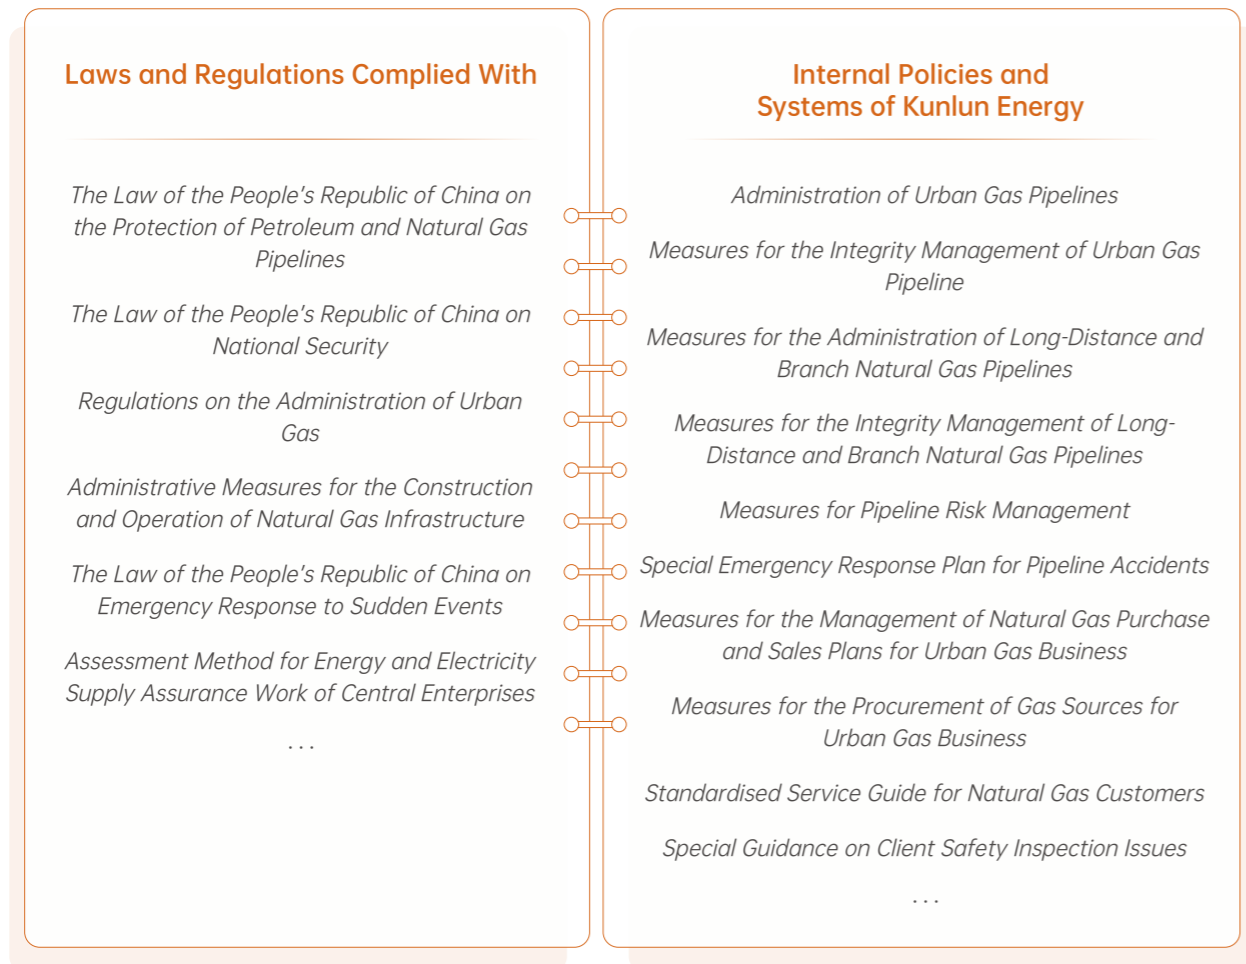 Laws and Regulations Complied With
The Law of the People's Republic of China on
the Protection of Petroleum and Natural Gas
Pipelines
The Law of the People's Republic of China on
National Security
Regulations on the Administration of Urban
Gas
Administrative Measures for the Construction
and Operation of Natural Gas Infrastructure
The Law of the People's Republic of China on
Emergency Response to Sudden Events
Assessment Method for Energy and Electricity
Supply Assurance Work of Central Enterprises
...
Internal Policies and
Systems of Kunlun Energy
Administration of Urban Gas Pipelines
Measures for the Integrity Management of Urban Gas
Pipeline
Measures for the Administration of Long-Distance and
Branch Natural Gas Pipelines
Measures for the Integrity Management of Long-
Distance and Branch Natural Gas Pipelines
Measures for Pipeline Risk Management
Special Emergency Response Plan for Pipeline Accidents
Measures for the Management of Natural Gas Purchase
and Sales Plans for Urban Gas Business
Measures for the Procurement of Gas Sources for
Urban Gas Business
Standardised Service Guide for Natural Gas Customers
Special Guidance on Client Safety Inspection Issues
...